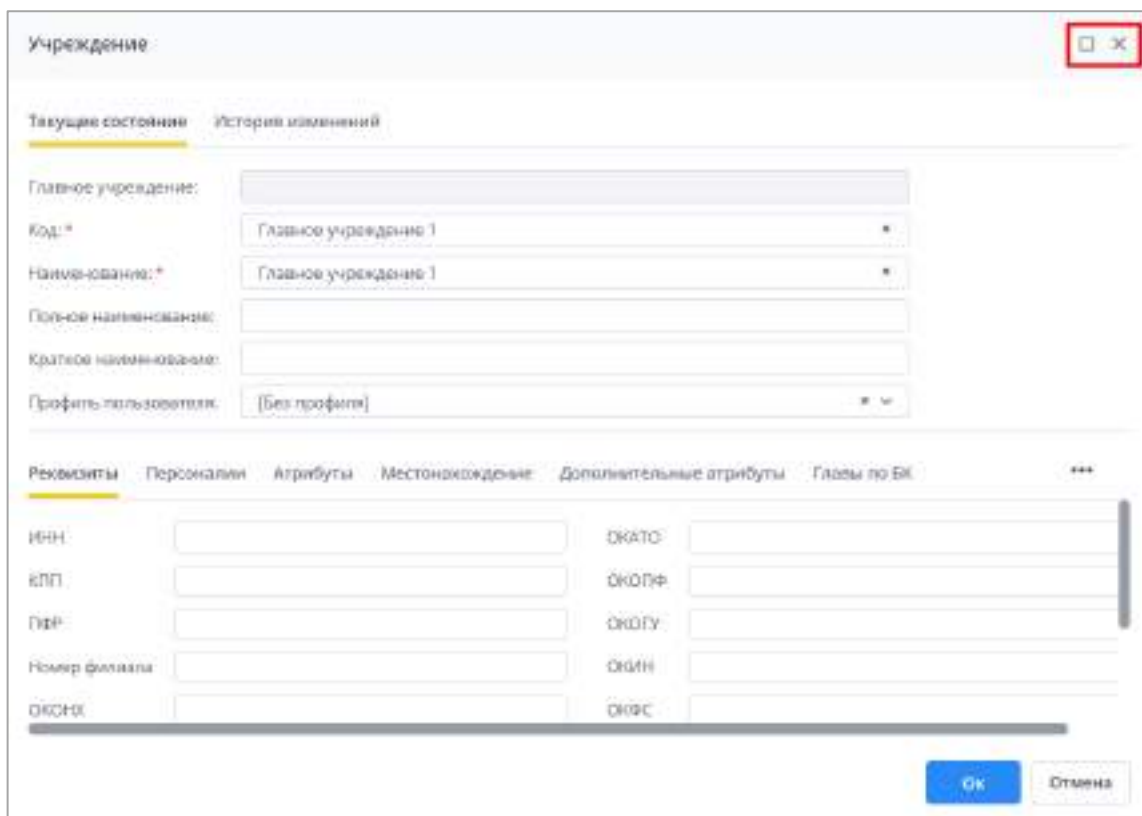 Учреждение
Текущее состояние История изменений
Главное учреждение:
Код: * Главное учреждение 1
Наименование: * Главное учреждение 1
Полное наименование:
Краткое наименование:
Профиль пользователя: [Без профиля]
Реквизиты Персоналии Атрибуты Местонахождение Дополнительные атрибуты Главы по БК
ИНН ОКАТО
КПП ОКОПФ
ПФР ОКОГУ
Номер филиала ОКИН
ОКОНХ ОКФС
Ок Отмена